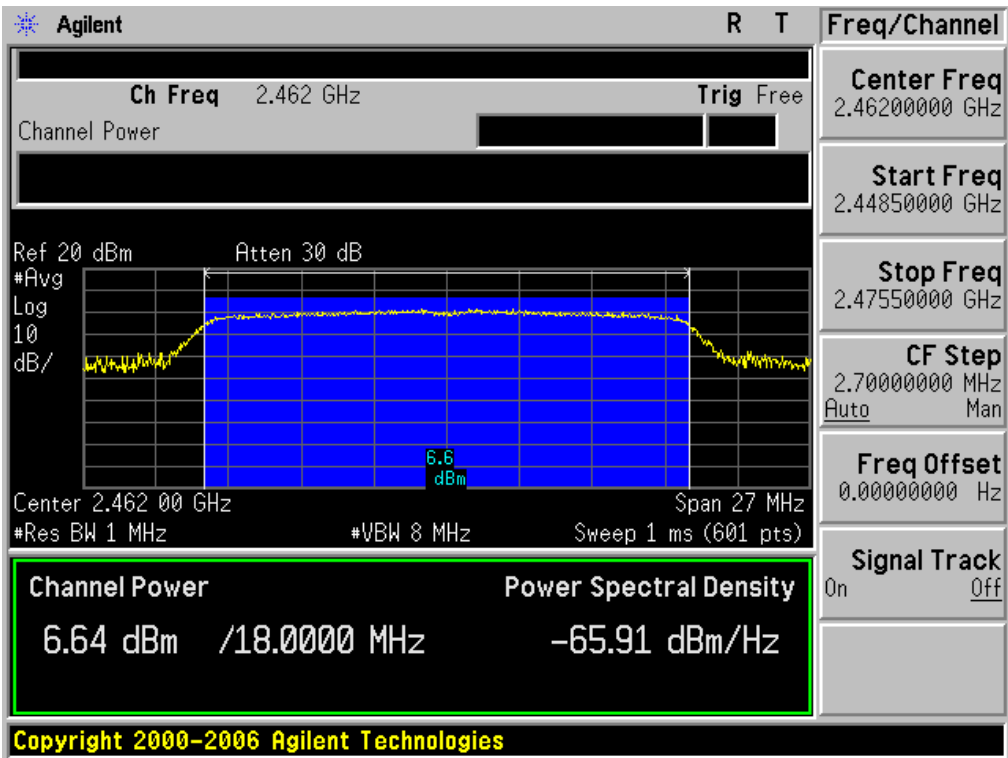 Agilent R T
Ch Freq 2.462 GHz Trig Free
Channel Power
Ref 20 dBm Atten 30 dB
#Avg
Log
10
dB/
6.6
dBm
Center 2.462 00 GHz Span 27 MHz
#Res BW 1 MHz #VBW 8 MHz Sweep 1 ms (601 pts)
Channel Power Power Spectral Density
6.64 dBm /18.0000 MHz -65.91 dBm/Hz
Copyright 2000-2006 Agilent Technologies
Freq/Channel
Center Freq
2.46200000 GHz
Start Freq
2.44850000 GHz
Stop Freq
2.47550000 GHz
CF Step
2.70000000 MHz
Auto Man
Freq Offset
0.00000000 Hz
Signal Track
On Off